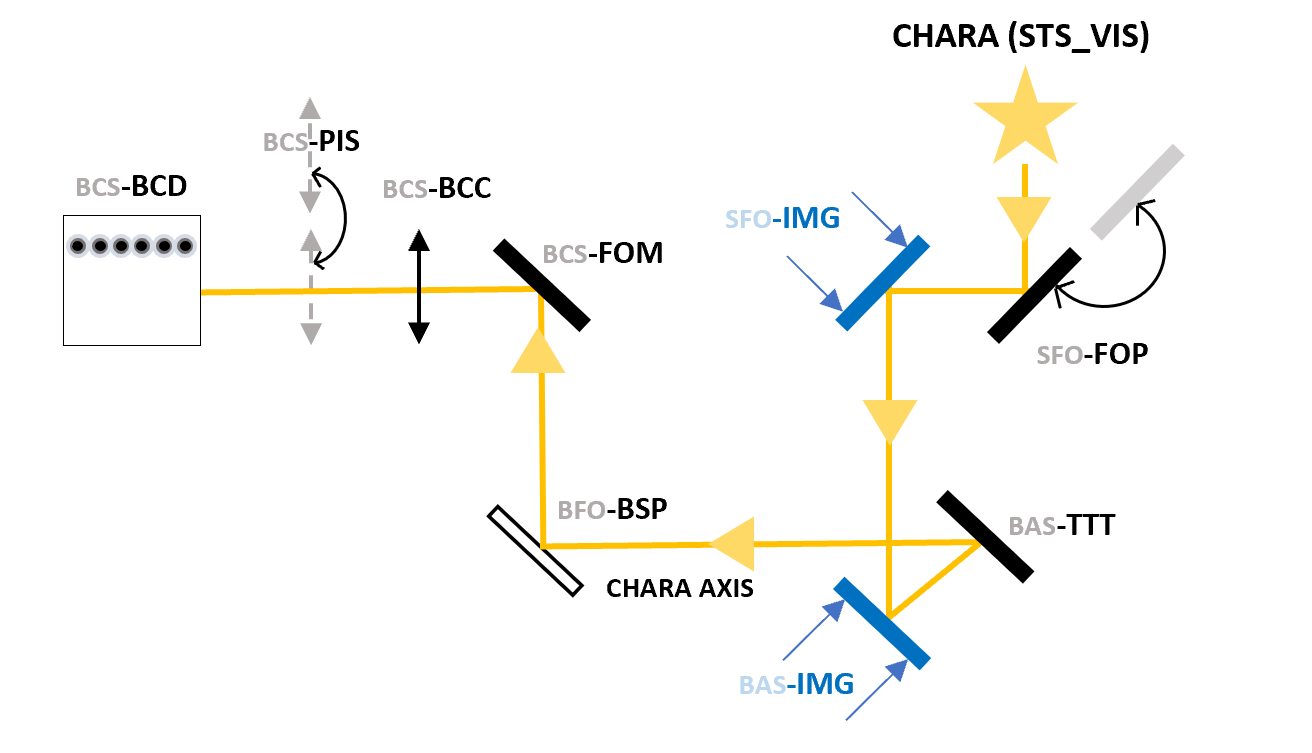 CHARA (STS_VIS)
BCS-PIS
BCS-BCD
BCS-BCC
SFO-IMG
BCS-FOM
SFO-FOP
BFO-BSP
BAS-TTT
CHARA AXIS
BAS-IMG